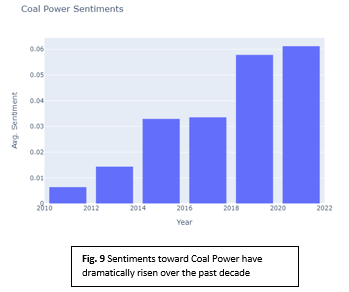 Coal Power Sentiments
0.06
0.05
0.04
0.03
0.02
0.01
0
Avg. Sentiment
2010 2012 2014 2016 2018 2020 2022
Year
Fig. 9 Sentiments toward Coal Power have
dramatically risen over the past decade